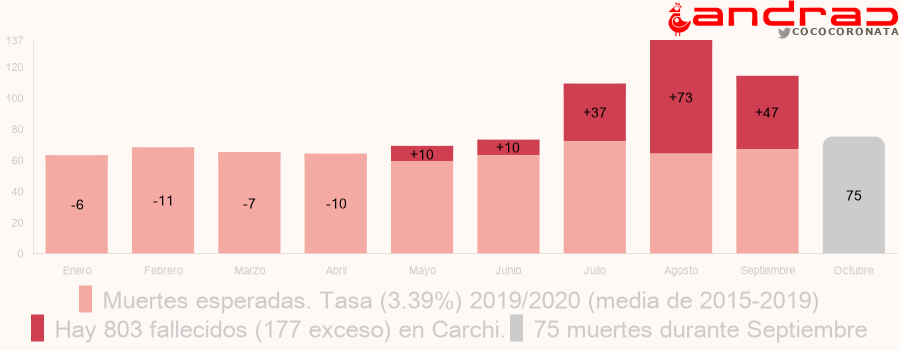 andrac
COCOCORONATA
137
120
100
80
60
40
20
0
-6
-11
-7
-10
+10
+10
+37
+73
+47
75
Enero
Febrero
Marzo
Abril
Mayo
Junio
Julio
Agosto
Septiembre
Octubre
Muertes esperadas. Tasa (3.39%) 2019/2020 (media de 2015-2019)
Hay 803 fallecidos (177 exceso) en Carchi.
75 muertes durante Septiembre